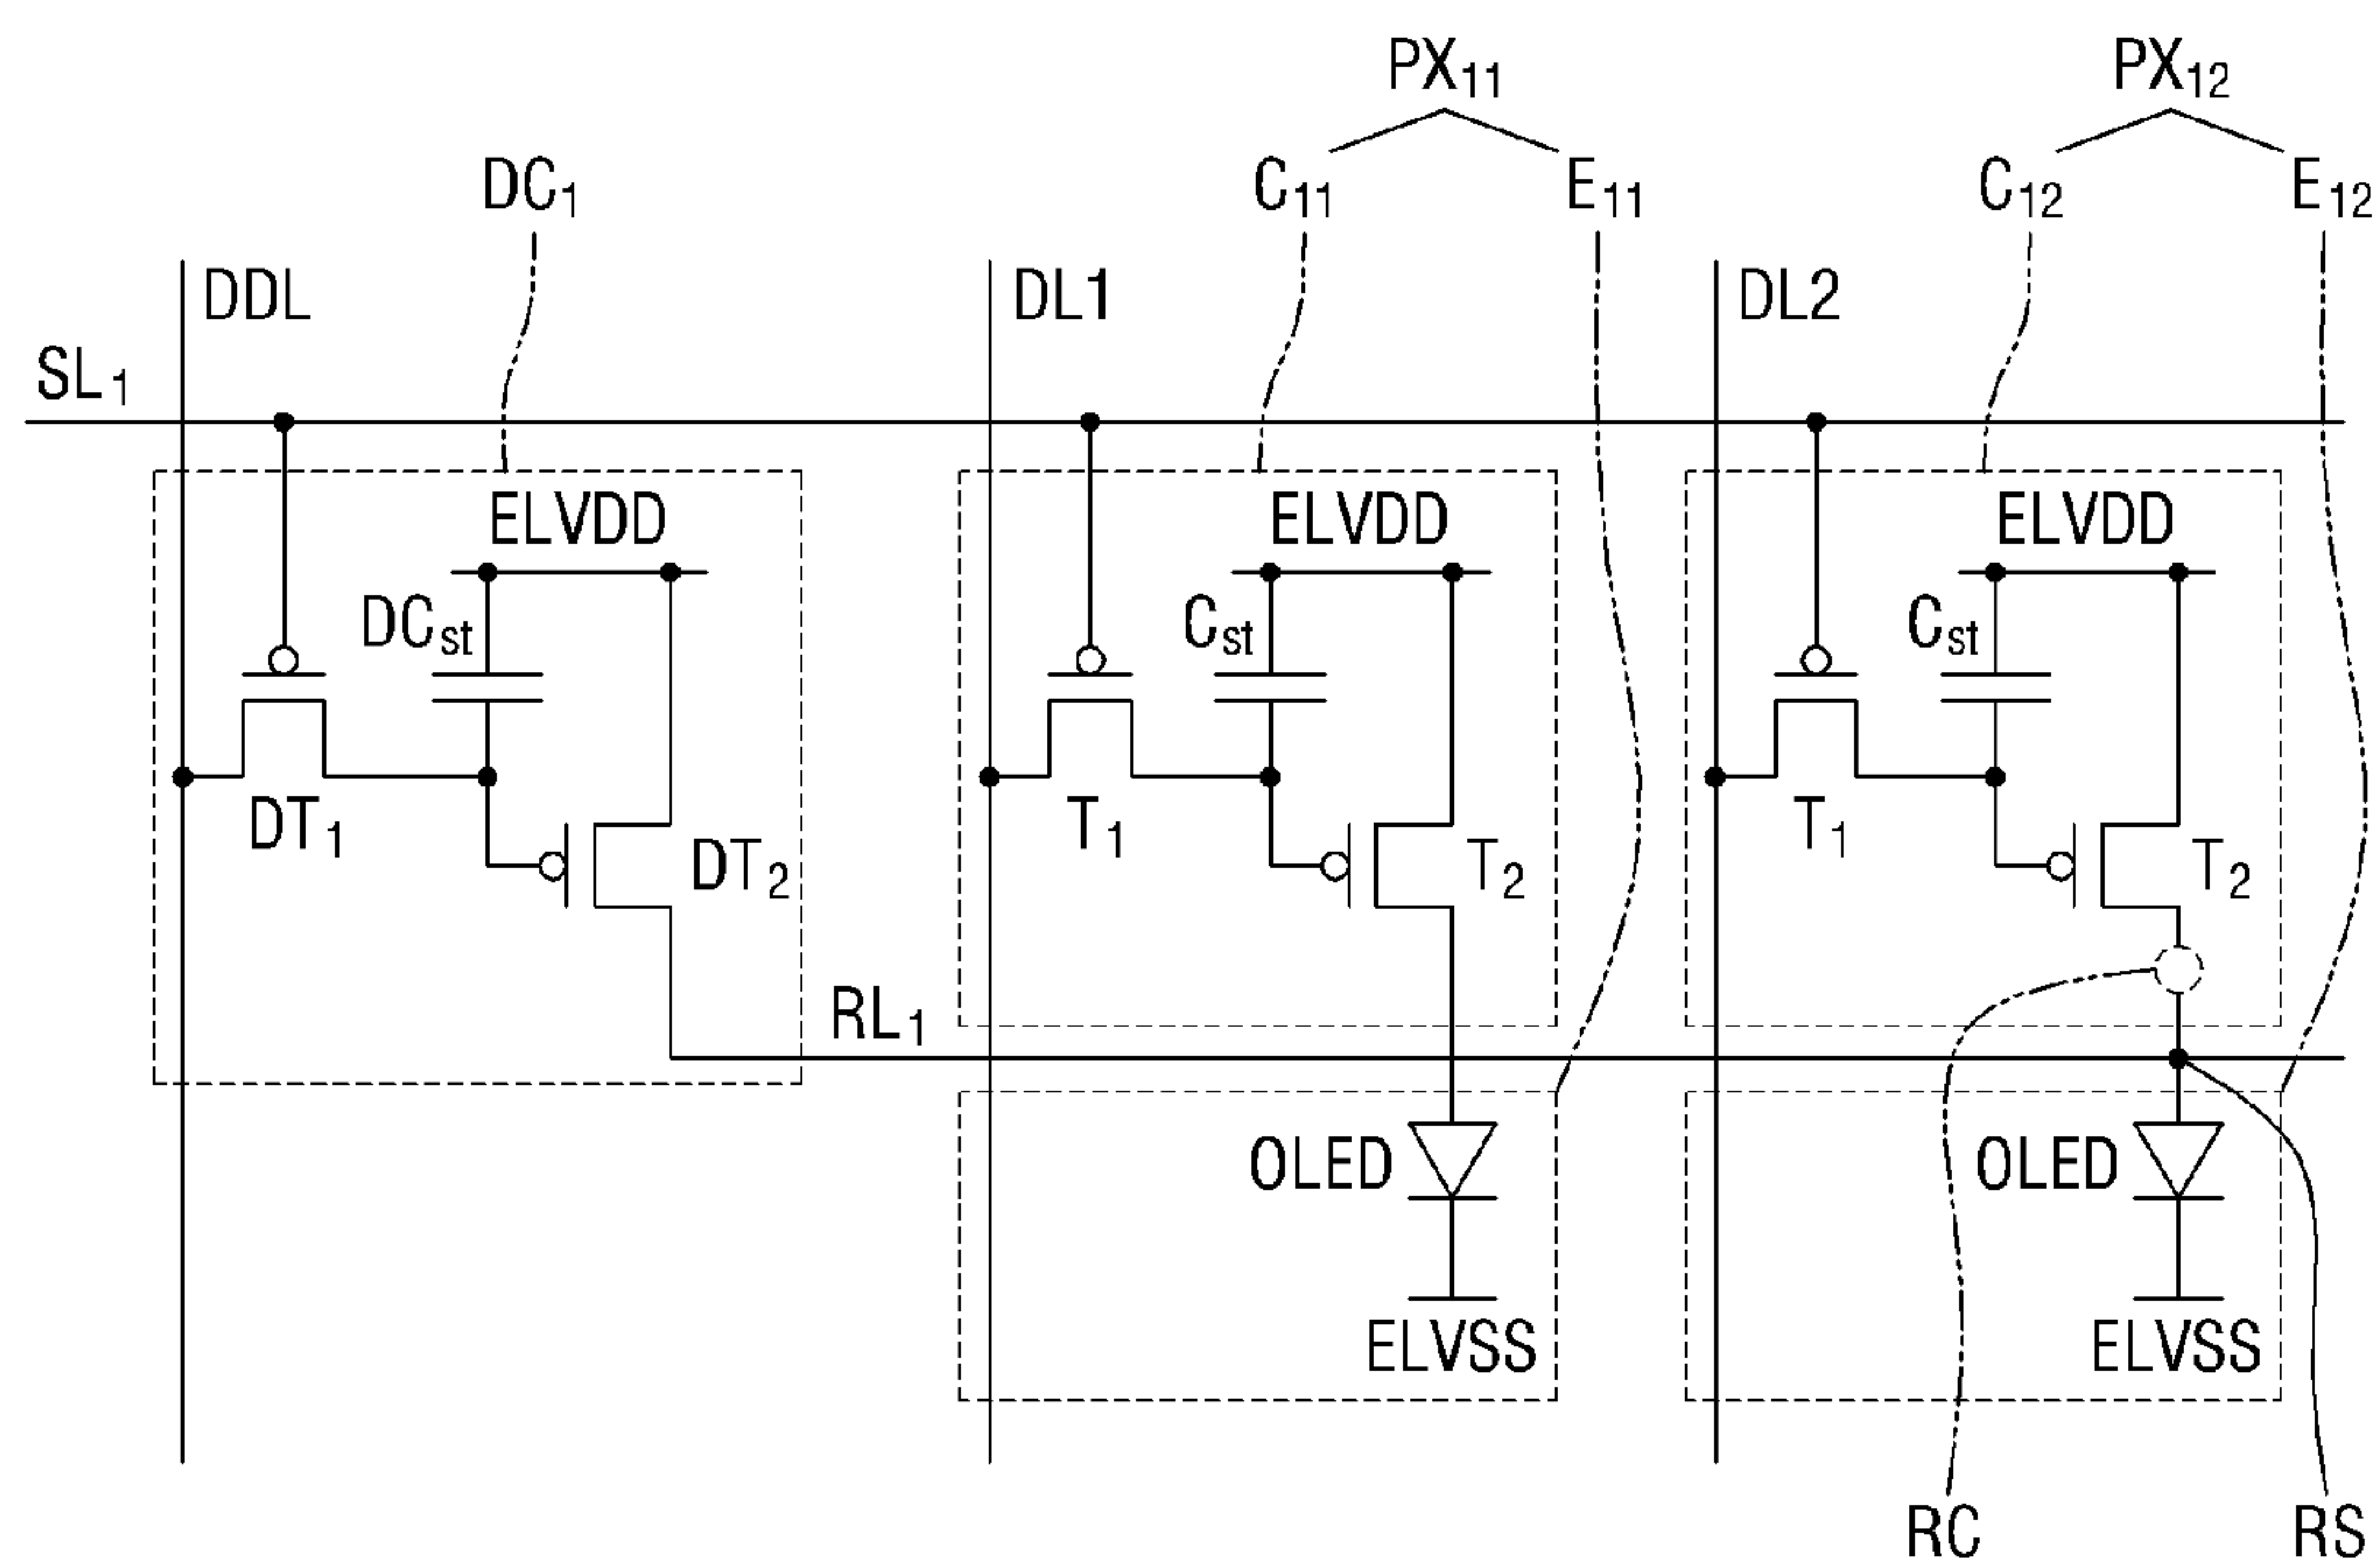 PX11 PX12
DC1 C11 E11 C12 E12
DDL DL1 DL2
SL1
ELVDD ELVDD ELVDD
DCst Cst Cst
DT1 T1 T1
DT2 T2 T2
RL1
OLED OLED
ELVSS ELVSS
RC RS